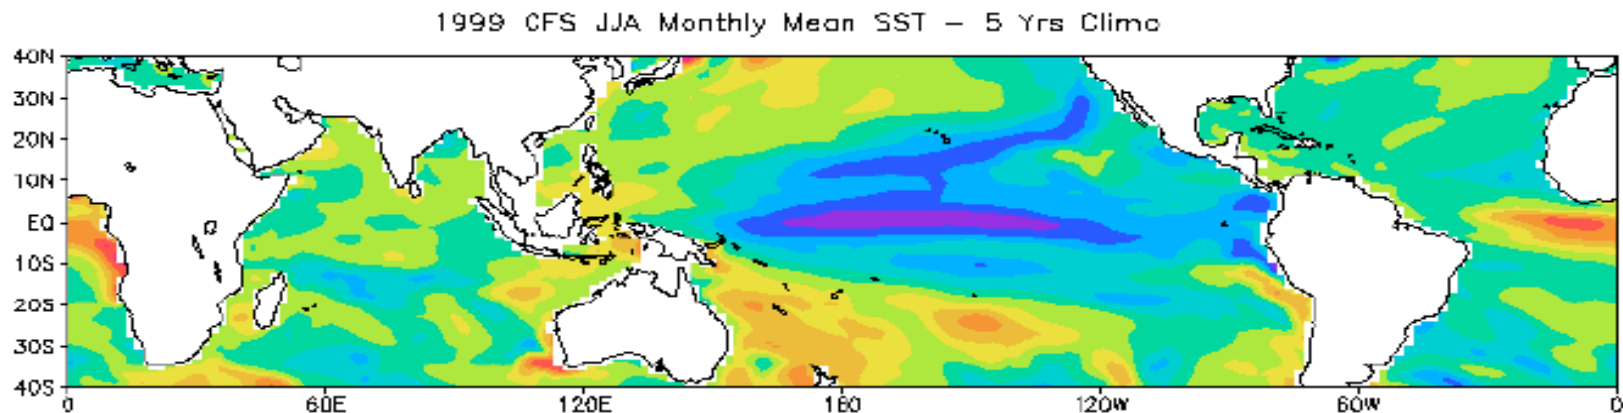 1999 CFS JJA Monthly Mean SST – 5 Yrs Climo
40N
30N
20N
10N
EQ
10S
20S
30S
40S
0 60E 120E 180 120W 60W 0